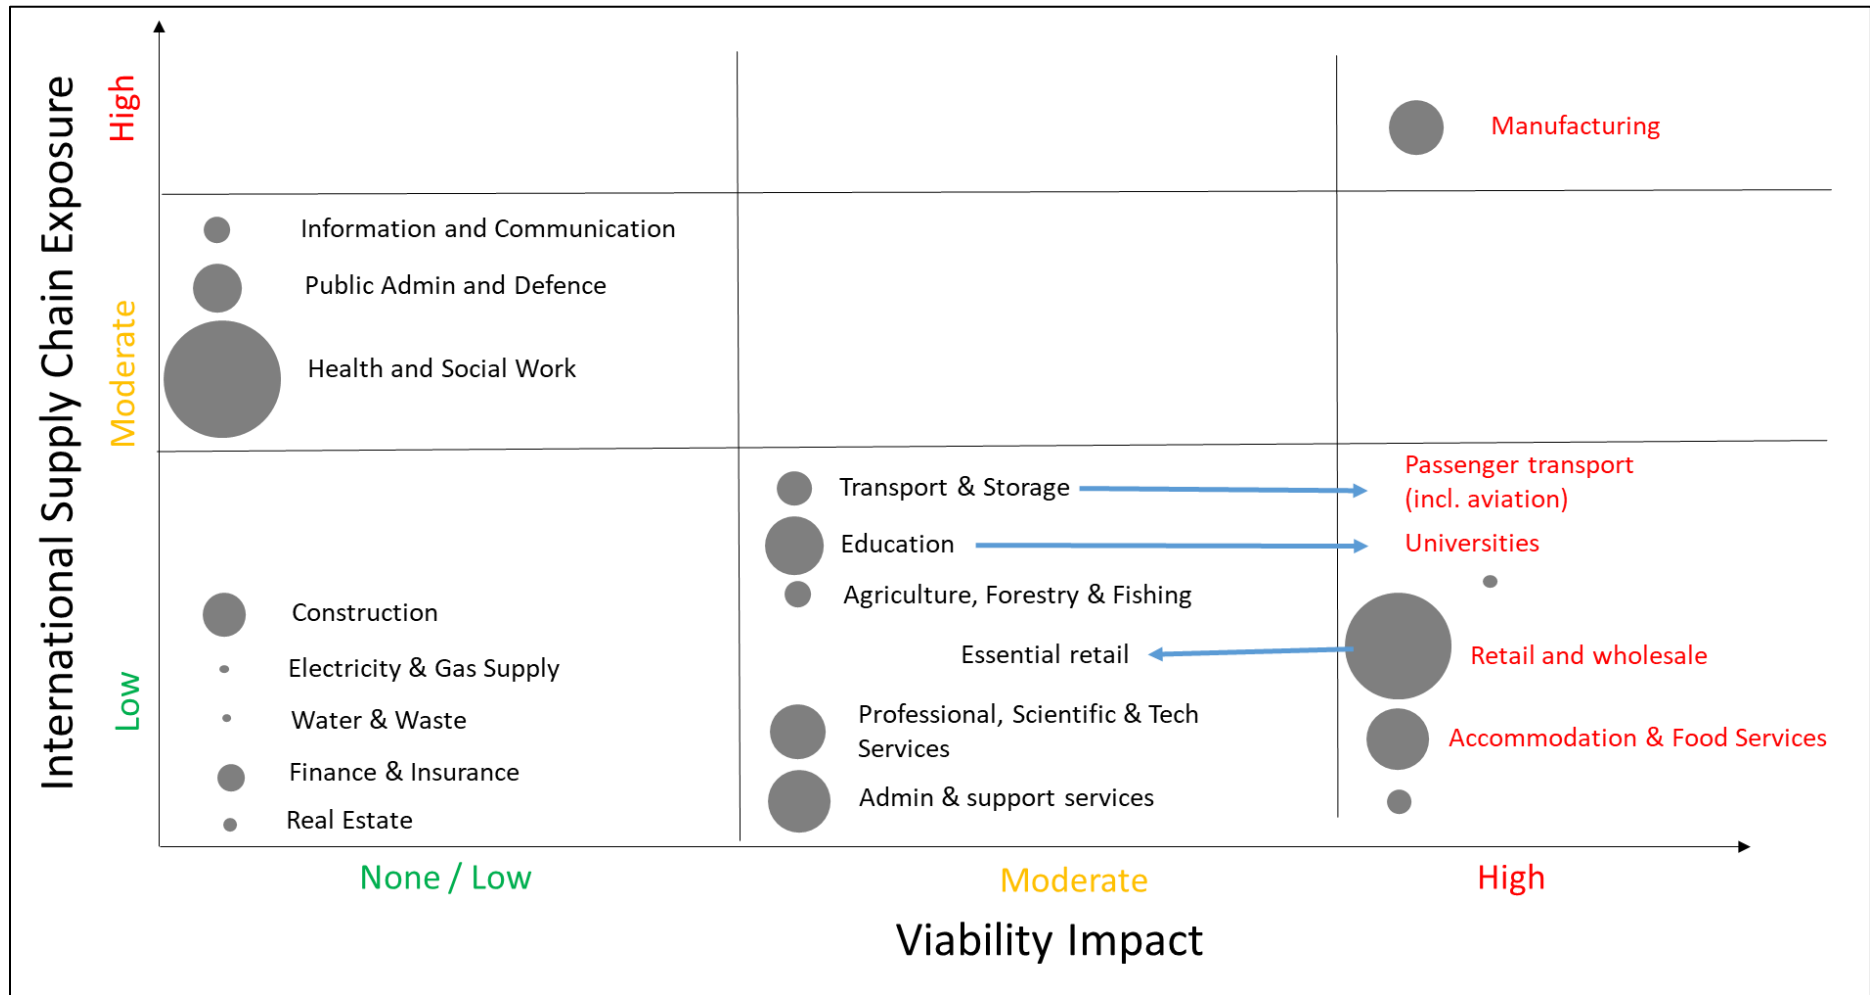 International Supply Chain Exposure
High
Moderate
Low
Manufacturing
Information and Communication
Public Admin and Defence
Health and Social Work
Transport & Storage
Passenger transport
(incl. aviation)
Education
Universities
Agriculture, Forestry & Fishing
Construction
Essential retail
Retail and wholesale
Electricity & Gas Supply
Water & Waste
Professional, Scientific & Tech
Services
Accommodation & Food Services
Finance & Insurance
Admin & support services
Real Estate
None / Low
Moderate
High
Viability Impact